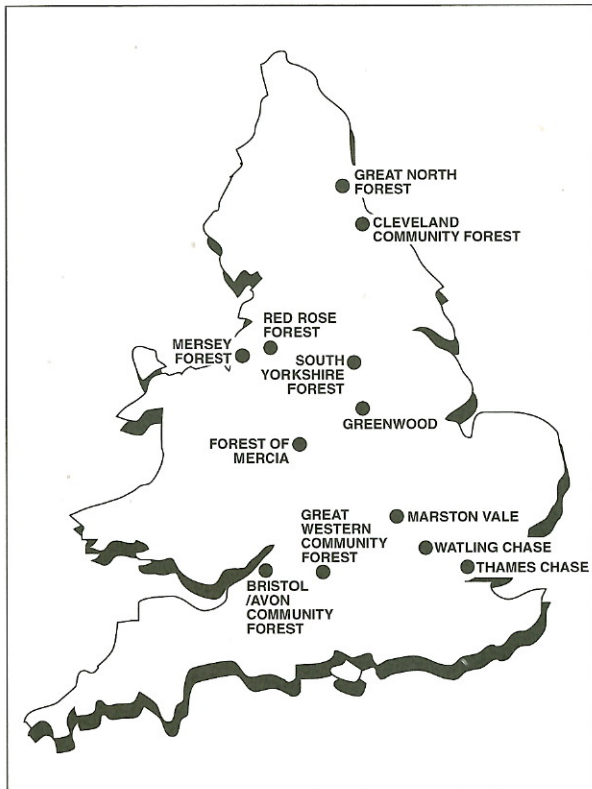 GREAT NORTH
FOREST
CLEVELAND
COMMUNITY FOREST
RED ROSE
FOREST
MERSEY
FOREST
SOUTH
YORKSHIRE
FOREST
GREENWOOD
FOREST OF
MERCIA
GREAT
WESTERN
COMMUNITY
FOREST
MARSTON VALE
WATLING CHASE
THAMES CHASE
BRISTOL
/AVON
COMMUNITY
FOREST